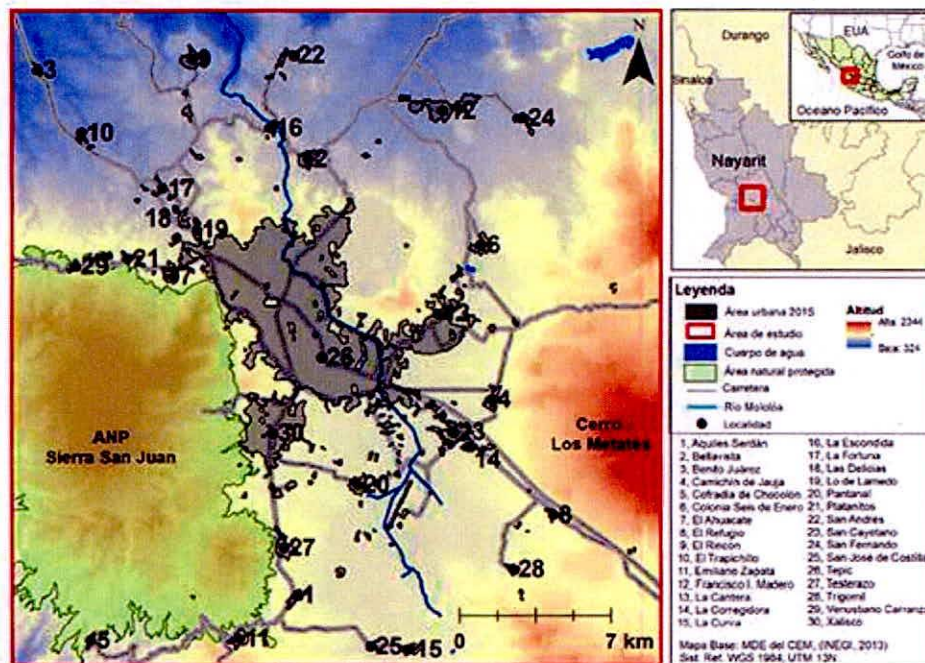 N
3
9
22
10
16
12
24
2
17
18
19
6
29
21
7
13
26
4
ANP
Sierra San Juan
Cerro
Los Metates
30
23
14
20
8
27
28
1
5
11
25
15
0
7 km
Durango
Sinaloa
Nayarit
Jalisco
EUA
Golfo de
México
Oceano Pacífico
Leyenda
Área urbana 2015
Área de estudio
Cuerpo de agua
Área natural protegida
Carretera
Río Mololóa
Localidad
Altitud
Alta: 2344
Baja: 324
1, Aquiles Serdán
2, Bellavista
3, Benito Juárez
4, Camichín de Jauja
5, Cofradía de Chocolón
6, Colonia Seis de Enero
7, El Ahuacate
8, El Refugio
9, El Rincón
10, El Trapichillo
11, Emiliano Zapata
12, Francisco I. Madero
13, La Cantera
14, La Corregidora
15, La Curva
16, La Escondida
17, La Fortuna
18, Las Delicias
19, Lo de Lamedo
20, Pantanal
21, Platanitos
22, San Andrés
23, San Cayetano
24, San Fernando
25, San José de Costilla
26, Tepic
27, Testerazo
28, Trigomil
29, Venustiano Carranza
30, Xalisco
Mapa Base: MDE del CEM, (INEGI, 2013)
Sist. Ref. WGS 1984, UTM 13N